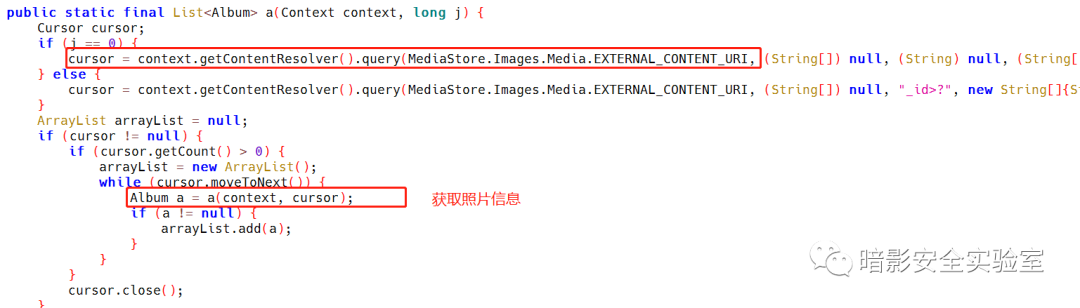 public static final List<Album> a(Context context, long j) {
Cursor cursor;
if (j == 0) {
cursor = context.getContentResolver().query(MediaStore.Images.Media.EXTERNAL_CONTENT_URI, (String[]) null, (String) null, (String[
} else {
cursor = context.getContentResolver().query(MediaStore.Images.Media.EXTERNAL_CONTENT_URI, (String[]) null, "_id>?", new String[]{S
}
ArrayList arrayList = null;
if (cursor != null) {
if (cursor.getCount() > 0) {
arrayList = new ArrayList();
while (cursor.moveToNext()) {
Album a = a(context, cursor); 获取照片信息
if (a != null) {
arrayList.add(a);
}
}
}
cursor.close();
}
暗影安全实验室